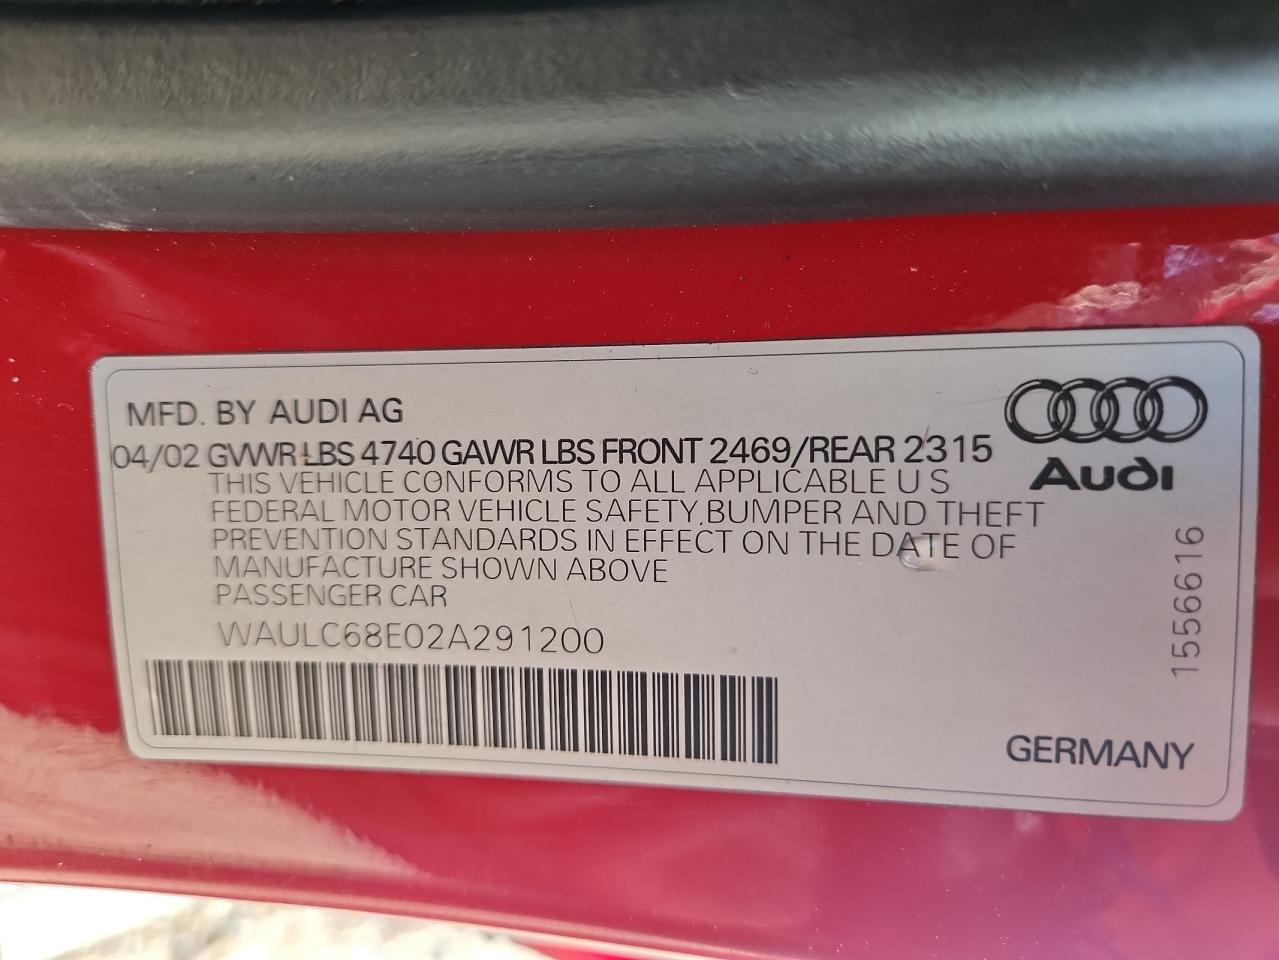 MFD. BY AUDI AG
04/02 GVWR LBS 4740 GAWR LBS FRONT 2469/REAR 2315
THIS VEHICLE CONFORMS TO ALL APPLICABLE U S
FEDERAL MOTOR VEHICLE SAFETY, BUMPER AND THEFT
PREVENTION STANDARDS IN EFFECT ON THE DATE OF
MANUFACTURE SHOWN ABOVE
PASSENGER CAR
WAULC68E02A291200
Audi
1556616
GERMANY